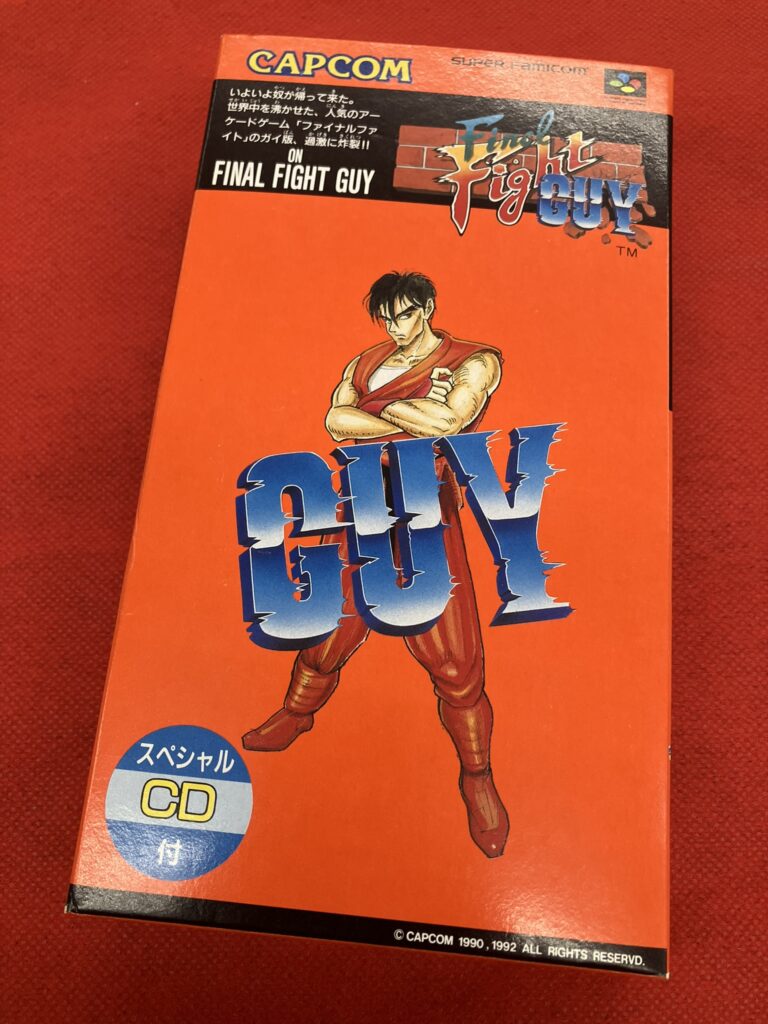 CAPCOM
SUPER FAMICOM
いよいよ奴が帰って来た。
世界中を沸かせた、人気のアー
ケードゲーム「ファイナルファ
イト」のガイ版、過激に炸裂!!
ON
FINAL FIGHT GUY
Final
Fight
GUY
TM
GUY
スペシャル
CD
付
© CAPCOM 1990,1992 ALL RIGHTS RESERVD.